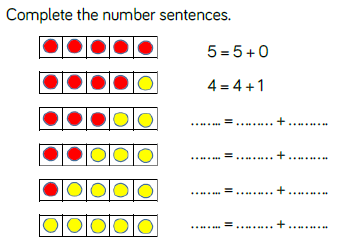 Complete the number sentences.
5 = 5 + 0
4 = 4 + 1
........ = ......... + ..........
........ = ......... + ..........
........ = ......... + ..........
........ = ......... + ..........